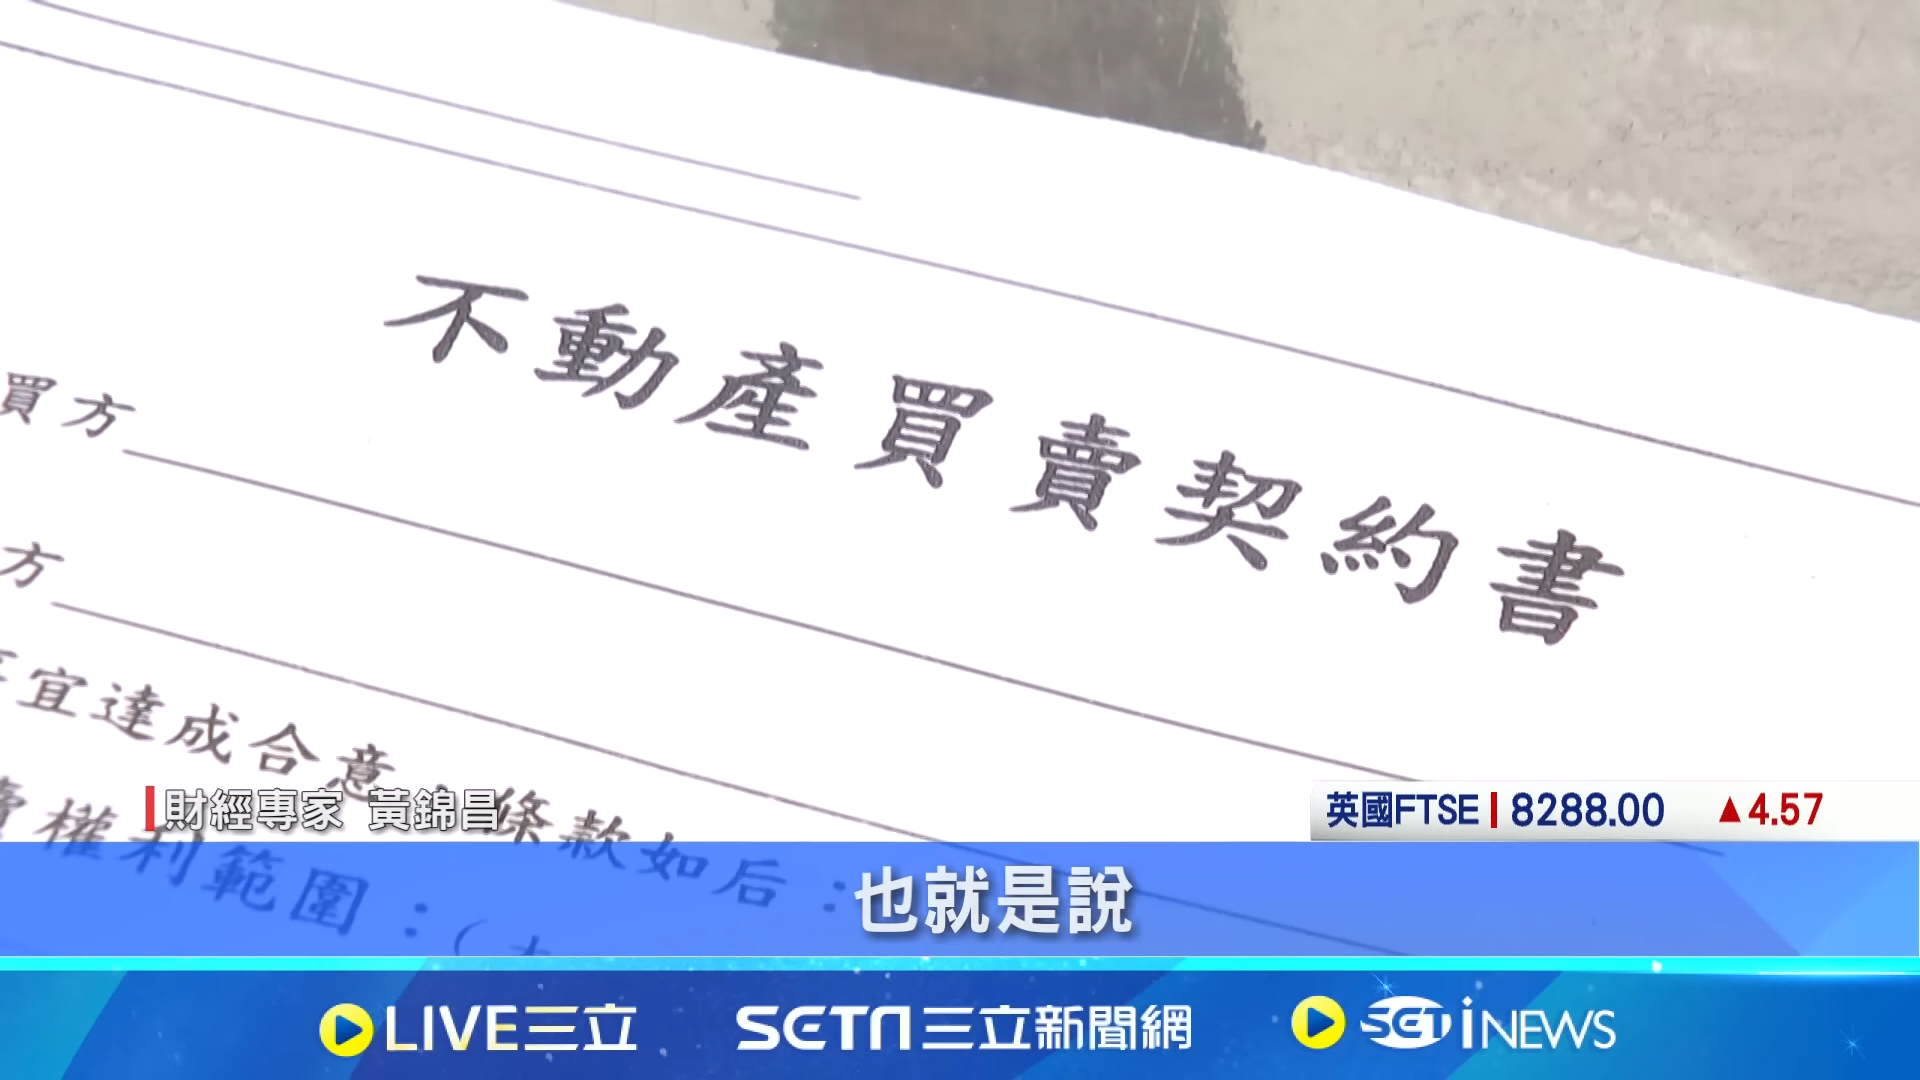 不動產買賣契約書
買方
方
宜達成合意，條款如后：
權利範圍：(
財經專家 黃錦昌
英國FTSE 8288.00 ▲4.57
也就是說
LIVE三立
SETN三立新聞網
SET iNEWS